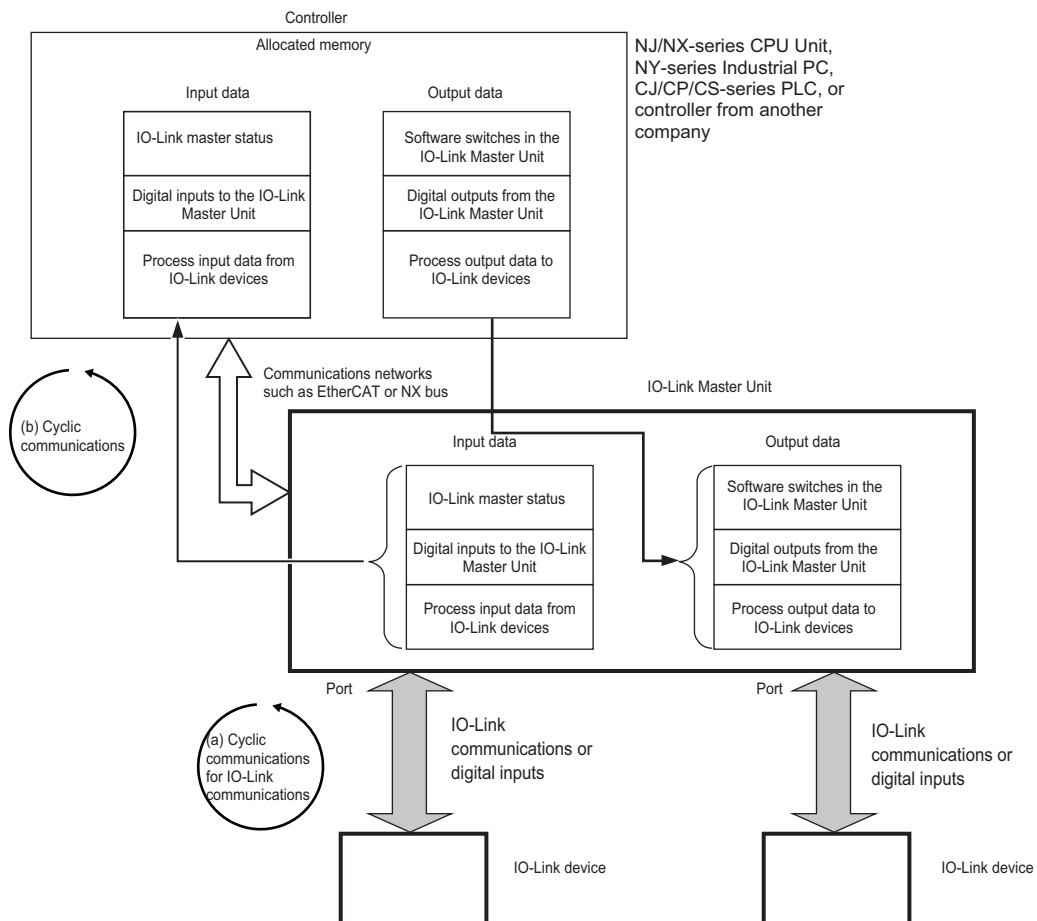 Controller
Allocated memory
NJ/NX-series CPU Unit,
NY-series Industrial PC,
CJ/CP/CS-series PLC, or
controller from another
company
Input data
Output data
IO-Link master status
Software switches in the
IO-Link Master Unit
Digital inputs to the IO-Link
Master Unit
Digital outputs from the
IO-Link Master Unit
Process input data from
IO-Link devices
Process output data to
IO-Link devices
Communications networks
such as EtherCAT or NX bus
(b) Cyclic
communications
IO-Link Master Unit
Input data
Output data
IO-Link master status
Software switches in the
IO-Link Master Unit
Digital inputs to the IO-Link
Master Unit
Digital outputs from the
IO-Link Master Unit
Process input data from
IO-Link devices
Process output data to
IO-Link devices
Port
Port
(a) Cyclic
communications
for IO-Link
communications
IO-Link
communications or
digital inputs
IO-Link
communications or
digital inputs
IO-Link device
IO-Link device